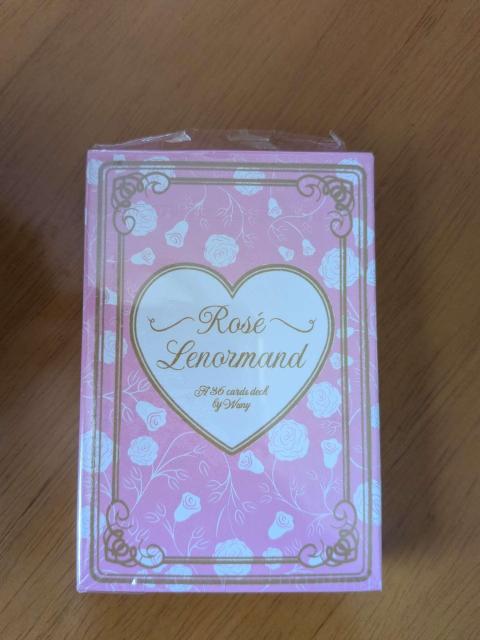 Rosé
Lenormand
A 36 cards deck
by Wany